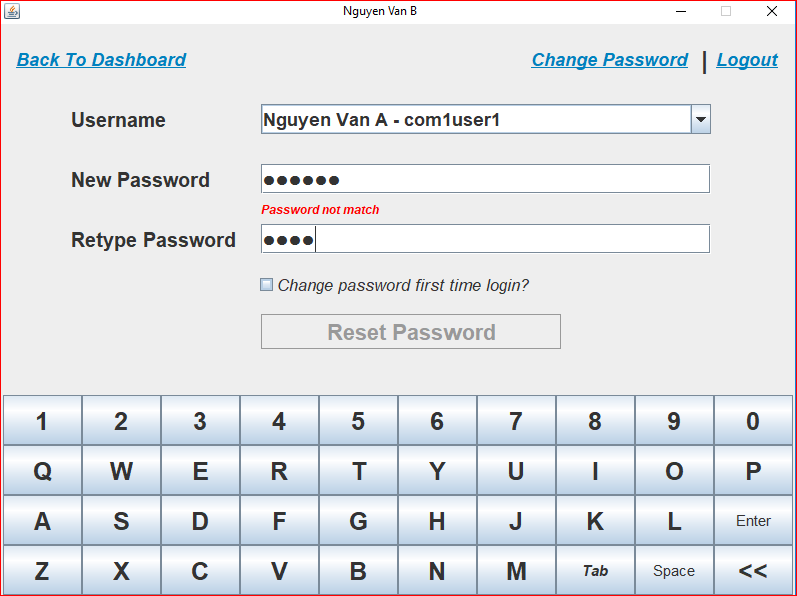 Nguyen Van B
Back To Dashboard Change Password | Logout
Username Nguyen Van A - com1user1
New Password ●●●●●●
Password not match
Retype Password ●●●●
Change password first time login?
Reset Password
1 2 3 4 5 6 7 8 9 0
Q W E R T Y U I O P
A S D F G H J K L Enter
Z X C V B N M Tab Space <<